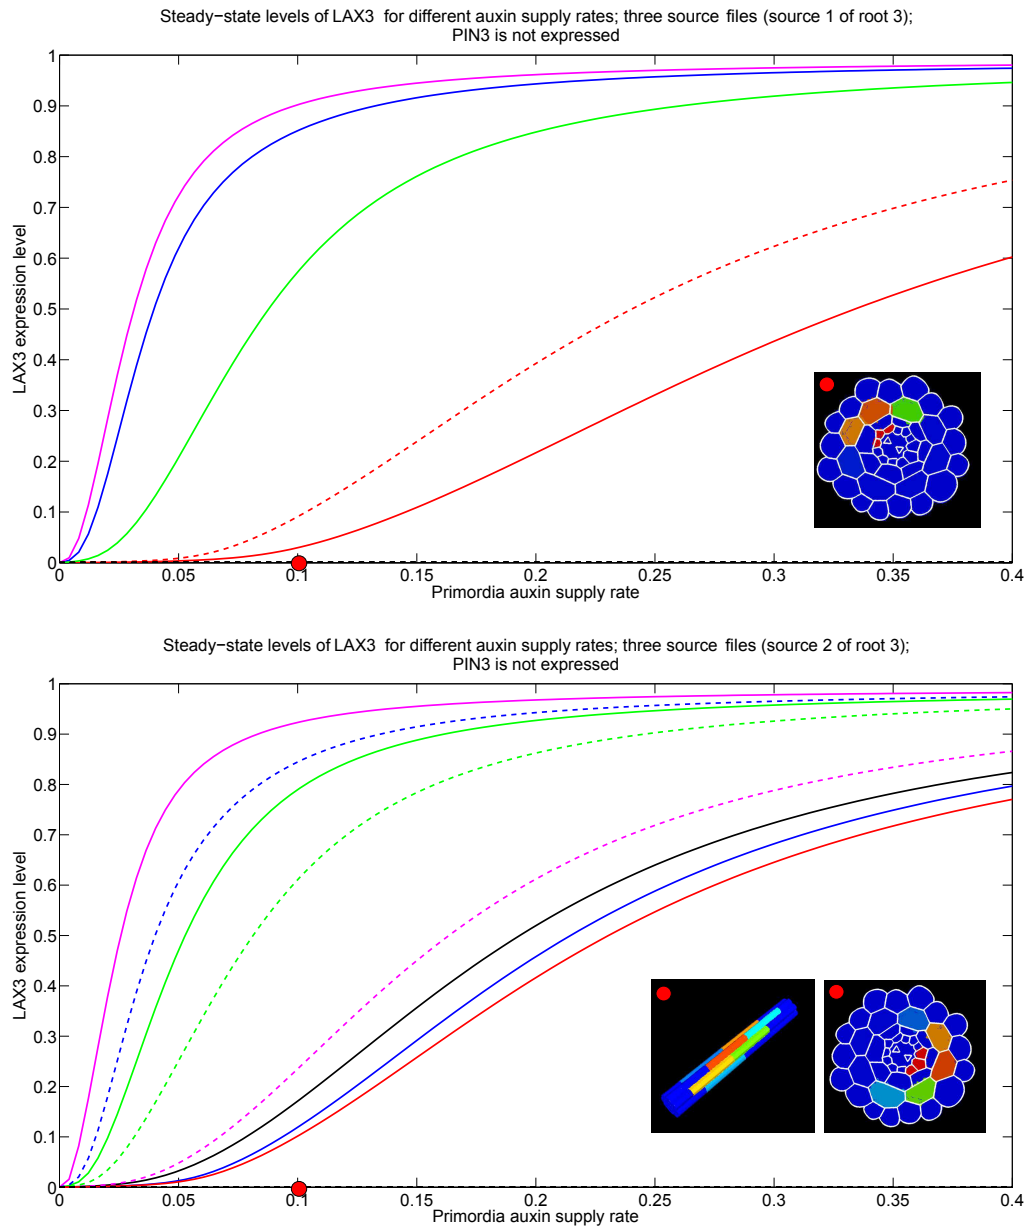 Steady−state levels of LAX3 for different auxin supply rates; three source files (source 1 of root 3);
PIN3 is not expressed
1
0.9
0.8
0.7
0.6
0.5
0.4
0.3
0.2
0.1
0
LAX3 expression level
0 0.05 0.1 0.15 0.2 0.25 0.3 0.35 0.4
Primordia auxin supply rate
Steady−state levels of LAX3 for different auxin supply rates; three source files (source 2 of root 3);
PIN3 is not expressed
1
0.9
0.8
0.7
0.6
0.5
0.4
0.3
0.2
0.1
0
LAX3 expression level
0 0.05 0.1 0.15 0.2 0.25 0.3 0.35 0.4
Primordia auxin supply rate